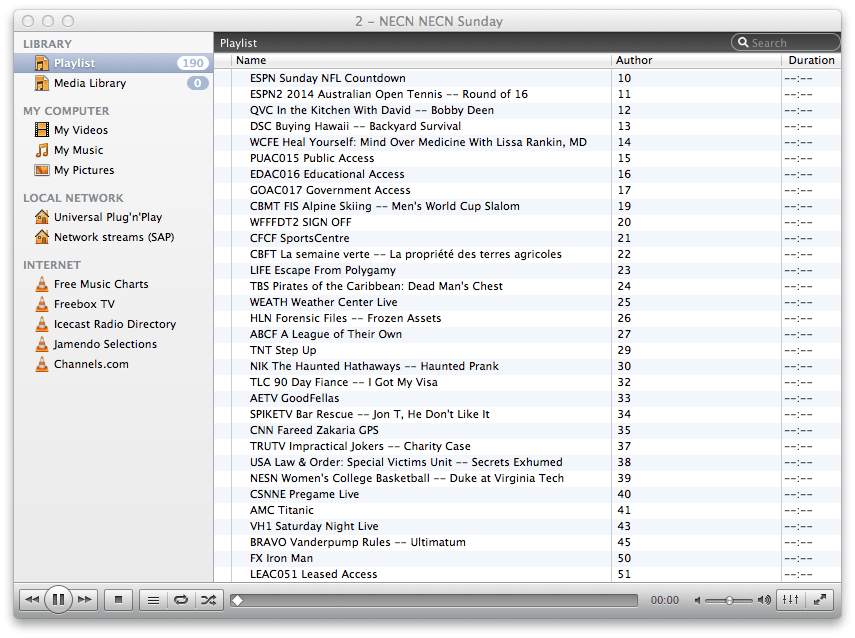 2 – NECN NECN Sunday
LIBRARY
Playlist 190
Media Library 0
MY COMPUTER
My Videos
My Music
My Pictures
LOCAL NETWORK
Universal Plug'n'Play
Network streams (SAP)
INTERNET
Free Music Charts
Freebox TV
Icecast Radio Directory
Jamendo Selections
Channels.com
Playlist Search
Name Author Duration
ESPN Sunday NFL Countdown 10 --:--
ESPN2 2014 Australian Open Tennis -- Round of 16 11 --:--
QVC In the Kitchen With David -- Bobby Deen 12 --:--
DSC Buying Hawaii -- Backyard Survival 13 --:--
WCFE Heal Yourself: Mind Over Medicine With Lissa Rankin, MD 14 --:--
PUAC015 Public Access 15 --:--
EDAC016 Educational Access 16 --:--
GOAC017 Government Access 17 --:--
CBMT FIS Alpine Skiing -- Men's World Cup Slalom 19 --:--
WFFFDT2 SIGN OFF 20 --:--
CFCF SportsCentre 21 --:--
CBFT La semaine verte -- La propriété des terres agricoles 22 --:--
LIFE Escape From Polygamy 23 --:--
TBS Pirates of the Caribbean: Dead Man's Chest 24 --:--
WEATH Weather Center Live 25 --:--
HLN Forensic Files -- Frozen Assets 26 --:--
ABCF A League of Their Own 27 --:--
TNT Step Up 29 --:--
NIK The Haunted Hathaways -- Haunted Prank 30 --:--
TLC 90 Day Fiance -- I Got My Visa 32 --:--
AETV GoodFellas 33 --:--
SPIKETV Bar Rescue -- Jon T, He Don't Like It 34 --:--
CNN Fareed Zakaria GPS 35 --:--
TRUTV Impractical Jokers -- Charity Case 37 --:--
USA Law & Order: Special Victims Unit -- Secrets Exhumed 38 --:--
NESN Women's College Basketball -- Duke at Virginia Tech 39 --:--
CSNNE Pregame Live 40 --:--
AMC Titanic 41 --:--
VH1 Saturday Night Live 43 --:--
BRAVO Vanderpump Rules -- Ultimatum 45 --:--
FX Iron Man 50 --:--
LEAC051 Leased Access 51 --:--
00:00